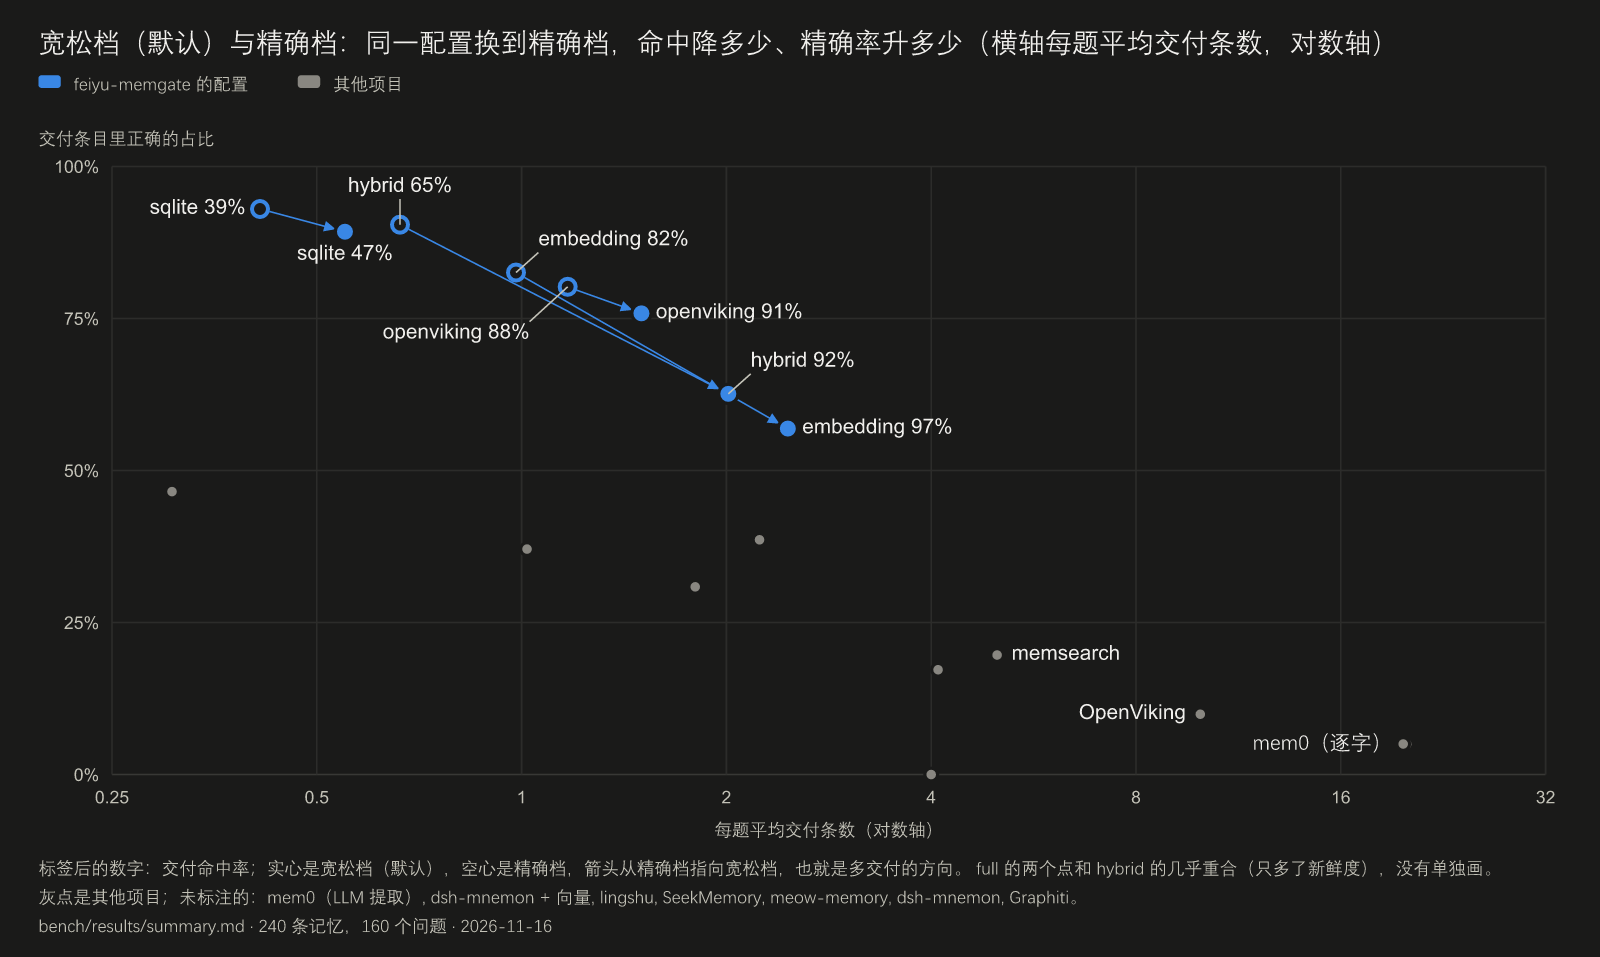 宽松档（默认）与精确档：同一配置换到精确档，命中降多少、精确率升多少（横轴每题平均交付条数，对数轴）
feiyu-memgate 的配置
其他项目
交付条目里正确的占比
100%
75%
50%
25%
0%
sqlite 39%
hybrid 65%
sqlite 47%
embedding 82%
openviking 88%
openviking 91%
hybrid 92%
embedding 97%
memsearch
OpenViking
mem0（逐字）
0.25
0.5
1
2
4
8
16
32
每题平均交付条数（对数轴）
标签后的数字：交付命中率；实心是宽松档（默认），空心是精确档，箭头从精确档指向宽松档，也就是多交付的方向。 full 的两个点和 hybrid 的几乎重合（只多了新鲜度），没有单独画。
灰点是其他项目；未标注的：mem0（LLM 提取）, dsh-mnemon + 向量, lingshu, SeekMemory, meow-memory, dsh-mnemon, Graphiti。
bench/results/summary.md · 240 条记忆，160 个问题 · 2026-11-16